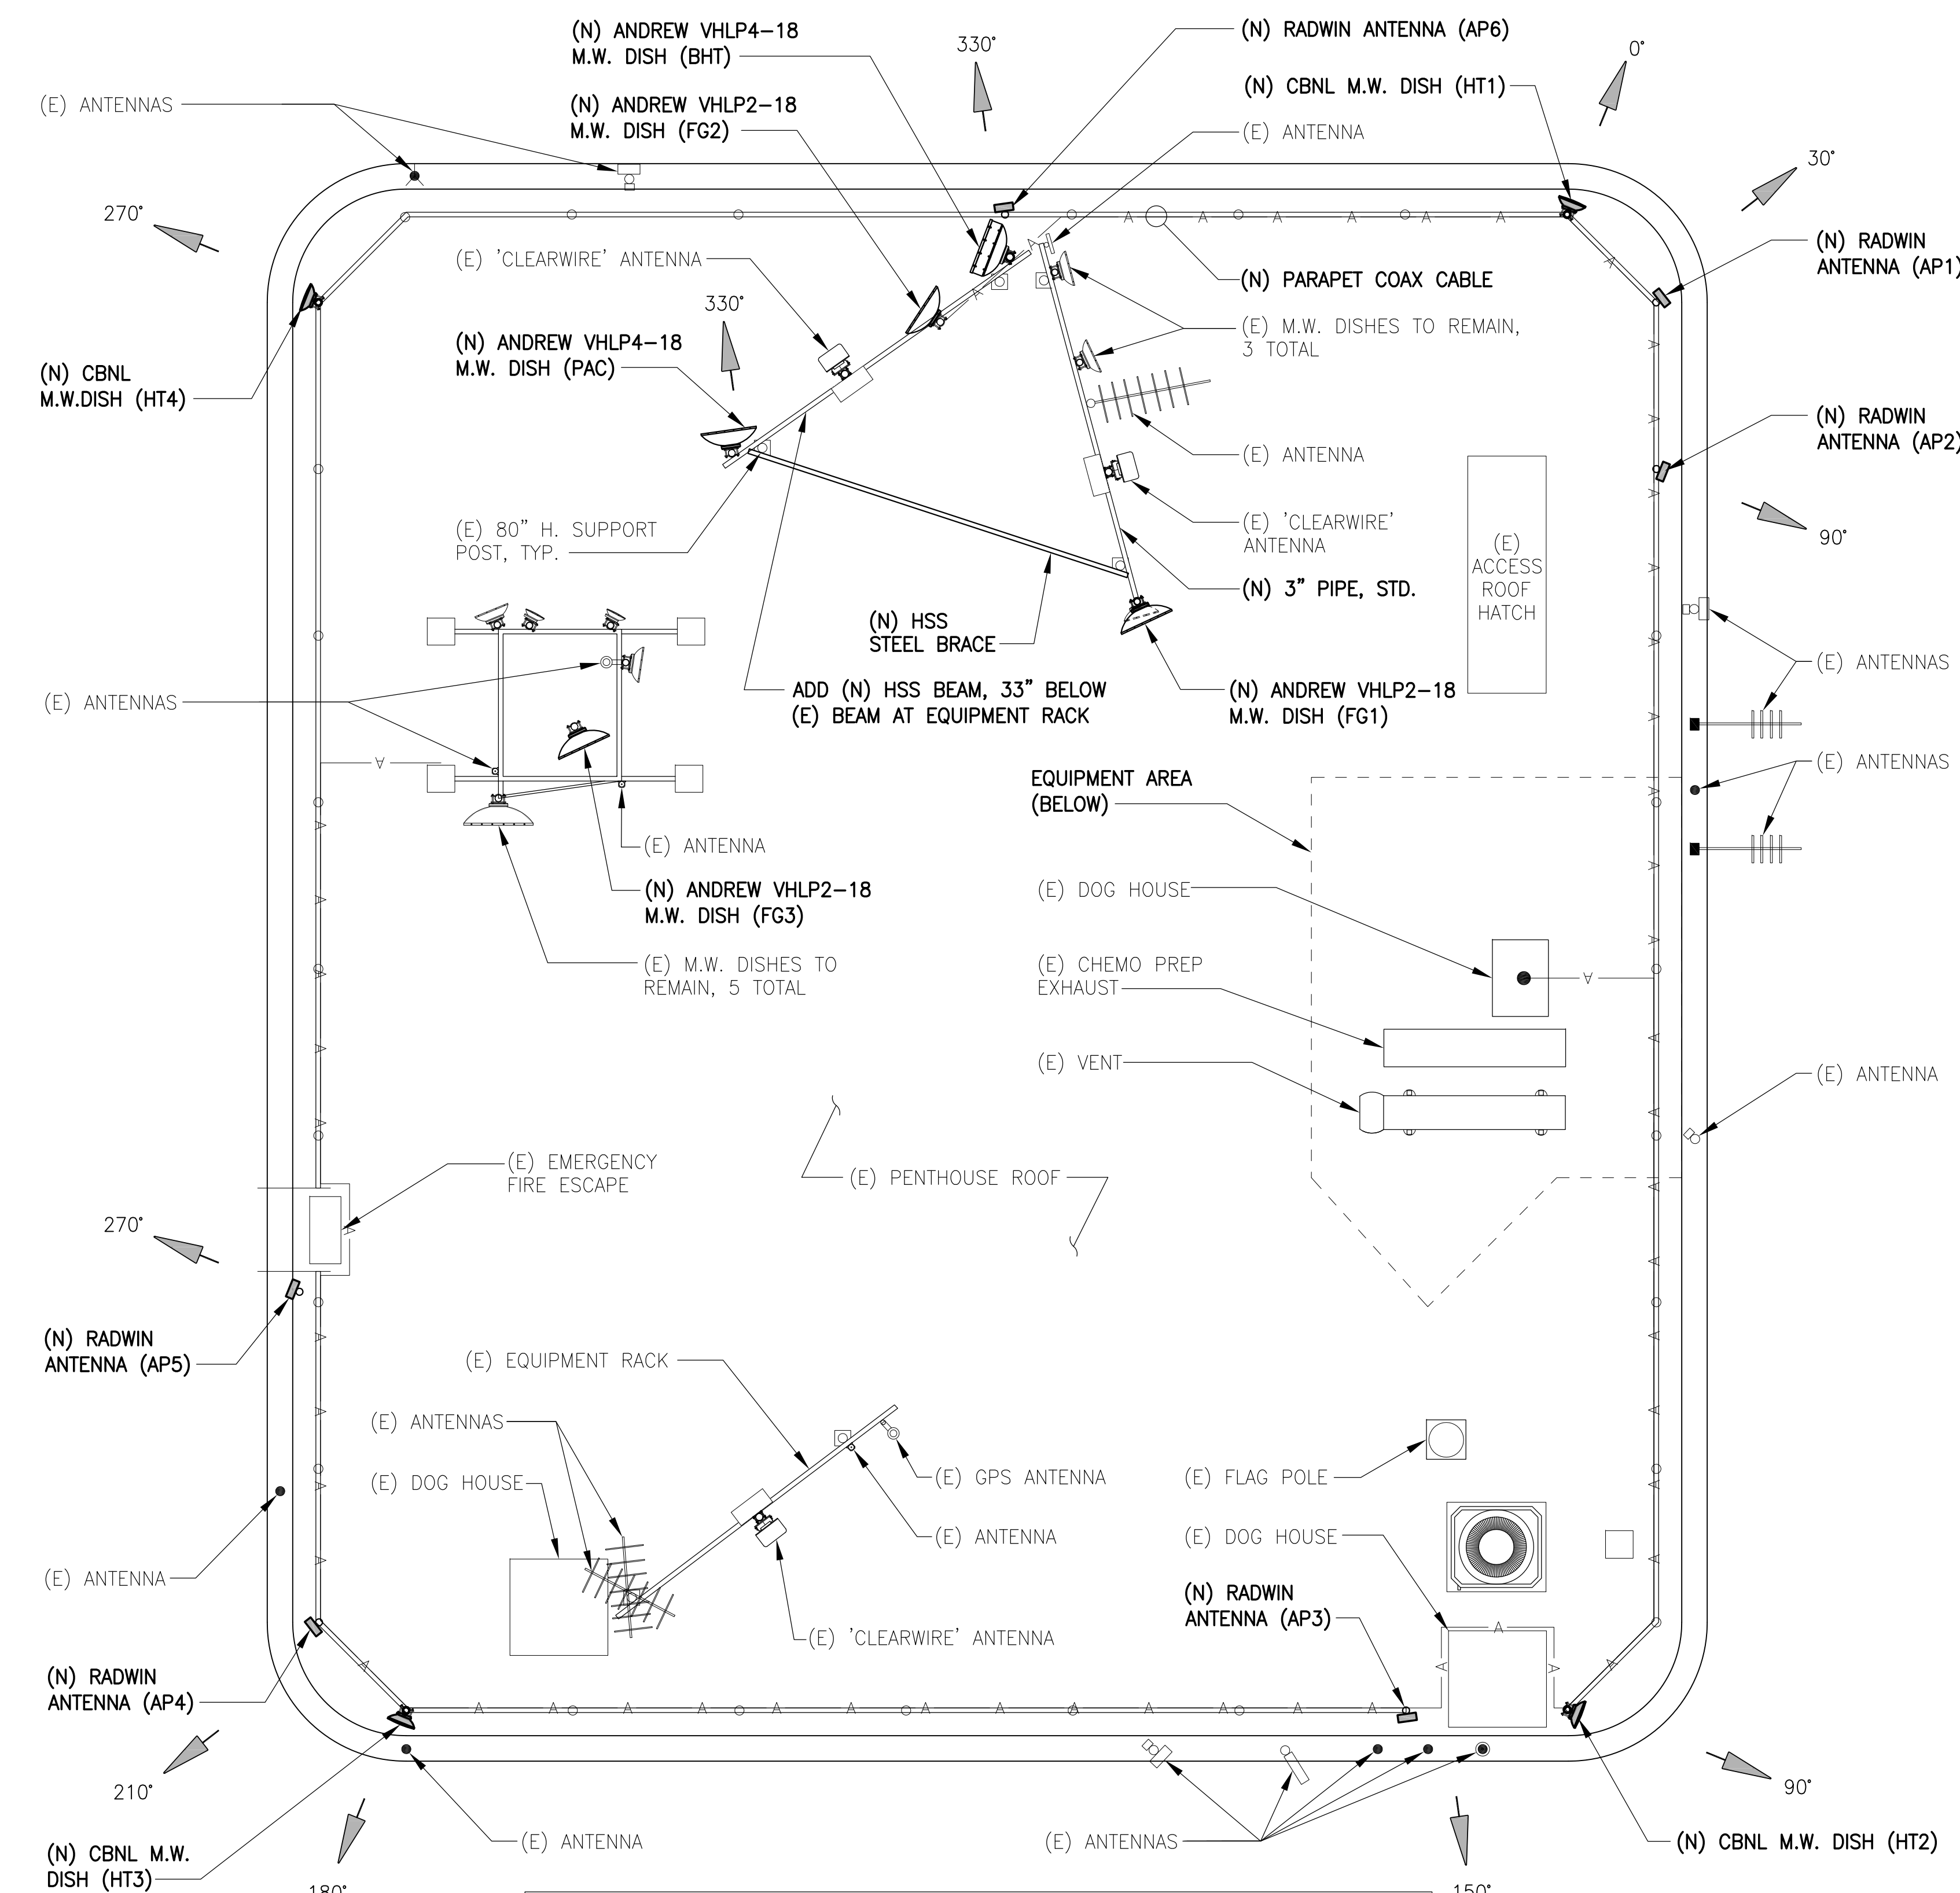 (N) ANDREW VHLP4-18
M.W. DISH (BHT)
330°
(N) RADWIN ANTENNA (AP6)
0°
(N) CBNL M.W. DISH (HT1)
(E) ANTENNAS
(N) ANDREW VHLP2-18
M.W. DISH (FG2)
(E) ANTENNA
30°
270°
(N) RADWIN
ANTENNA (AP1)
(E) 'CLEARWIRE' ANTENNA
(N) PARAPET COAX CABLE
330°
(E) M.W. DISHES TO REMAIN,
3 TOTAL
(N) ANDREW VHLP4-18
M.W. DISH (PAC)
(N) CBNL
M.W.DISH (HT4)
(N) RADWIN
ANTENNA (AP2)
(E) ANTENNA
(E) 80" H. SUPPORT
POST, TYP.
(E) 'CLEARWIRE'
ANTENNA
(E)
ACCESS
ROOF
HATCH
90°
(N) 3" PIPE, STD.
(N) HSS
STEEL BRACE
(E) ANTENNAS
(E) ANTENNAS
ADD (N) HSS BEAM, 33" BELOW
(E) BEAM AT EQUIPMENT RACK
(N) ANDREW VHLP2-18
M.W. DISH (FG1)
(E) ANTENNAS
EQUIPMENT AREA
(BELOW)
(E) ANTENNA
(N) ANDREW VHLP2-18
M.W. DISH (FG3)
(E) DOG HOUSE
(E) M.W. DISHES TO
REMAIN, 5 TOTAL
(E) CHEMO PREP
EXHAUST
(E) VENT
(E) ANTENNA
(E) EMERGENCY
FIRE ESCAPE
(E) PENTHOUSE ROOF
270°
(N) RADWIN
ANTENNA (AP5)
(E) EQUIPMENT RACK
(E) ANTENNAS
(E) DOG HOUSE
(E) GPS ANTENNA
(E) FLAG POLE
(E) ANTENNA
(E) DOG HOUSE
(E) ANTENNA
(N) RADWIN
ANTENNA (AP3)
(E) 'CLEARWIRE' ANTENNA
(N) RADWIN
ANTENNA (AP4)
210°
90°
(N) CBNL M.W.
DISH (HT3)
(E) ANTENNA
(E) ANTENNAS
(N) CBNL M.W. DISH (HT2)
180°
150°